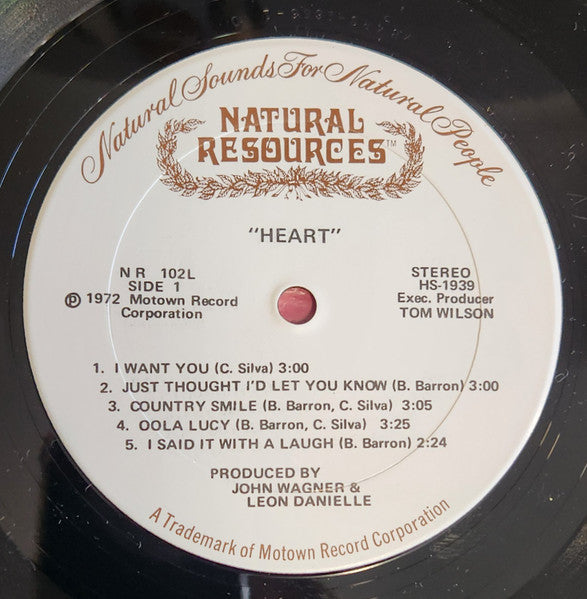 Natural Sounds For Natural People
NATURAL
RESOURCES™
"HEART"
NR 102L
SIDE 1
℗ 1972 Motown Record
Corporation
STEREO
HS-1939
Exec. Producer
TOM WILSON
1. I WANT YOU (C. Silva) 3:00
2. JUST THOUGHT I'D LET YOU KNOW (B. Barron) 3:00
3. COUNTRY SMILE (B. Barron, C. Silva) 3:05
4. OOLA LUCY (B. Barron, C. Silva) 3:25
5. I SAID IT WITH A LAUGH (B. Barron) 2:24
PRODUCED BY
JOHN WAGNER &
LEON DANIELLE
A Trademark of Motown Record Corporation